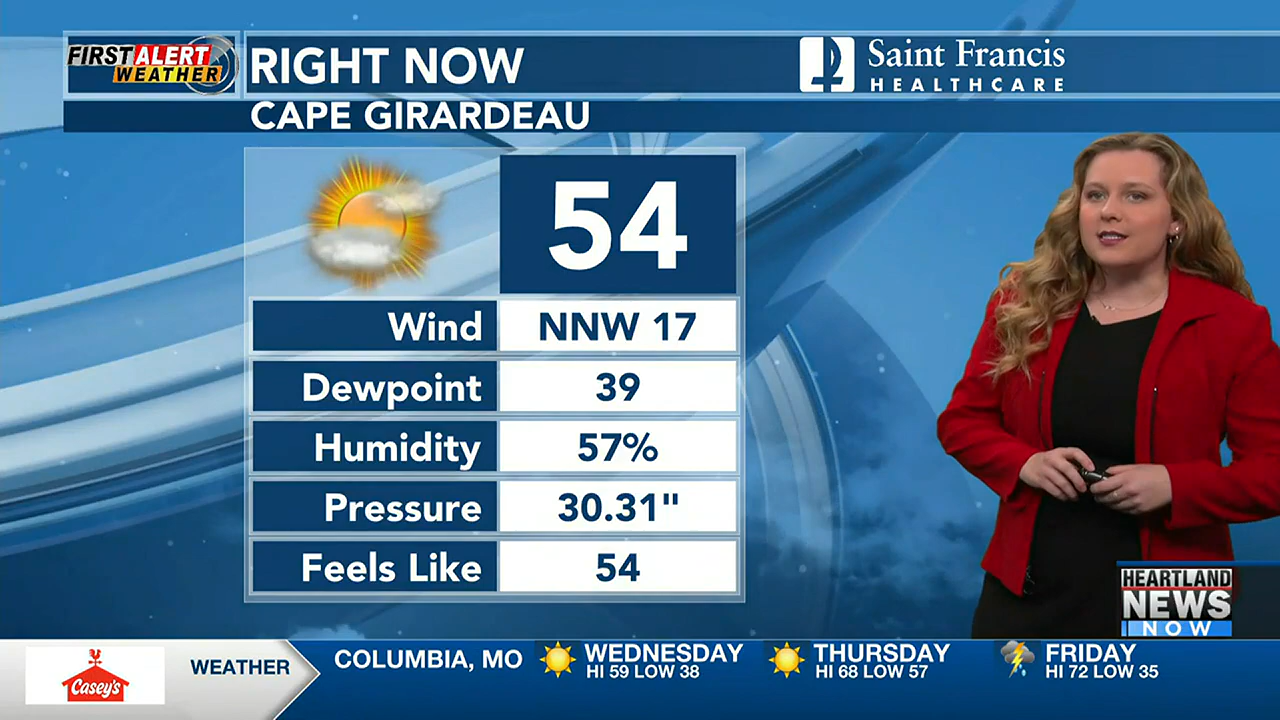 FIRST ALERT
WEATHER
RIGHT NOW
Saint Francis
HEALTHCARE
CAPE GIRARDEAU
54
Wind NNW 17
Dewpoint 39
Humidity 57%
Pressure 30.31"
Feels Like 54
HEARTLAND
NEWS
NOW
Casey's
WEATHER
COLUMBIA, MO
WEDNESDAY
HI 59 LOW 38
THURSDAY
HI 68 LOW 57
FRIDAY
HI 72 LOW 35